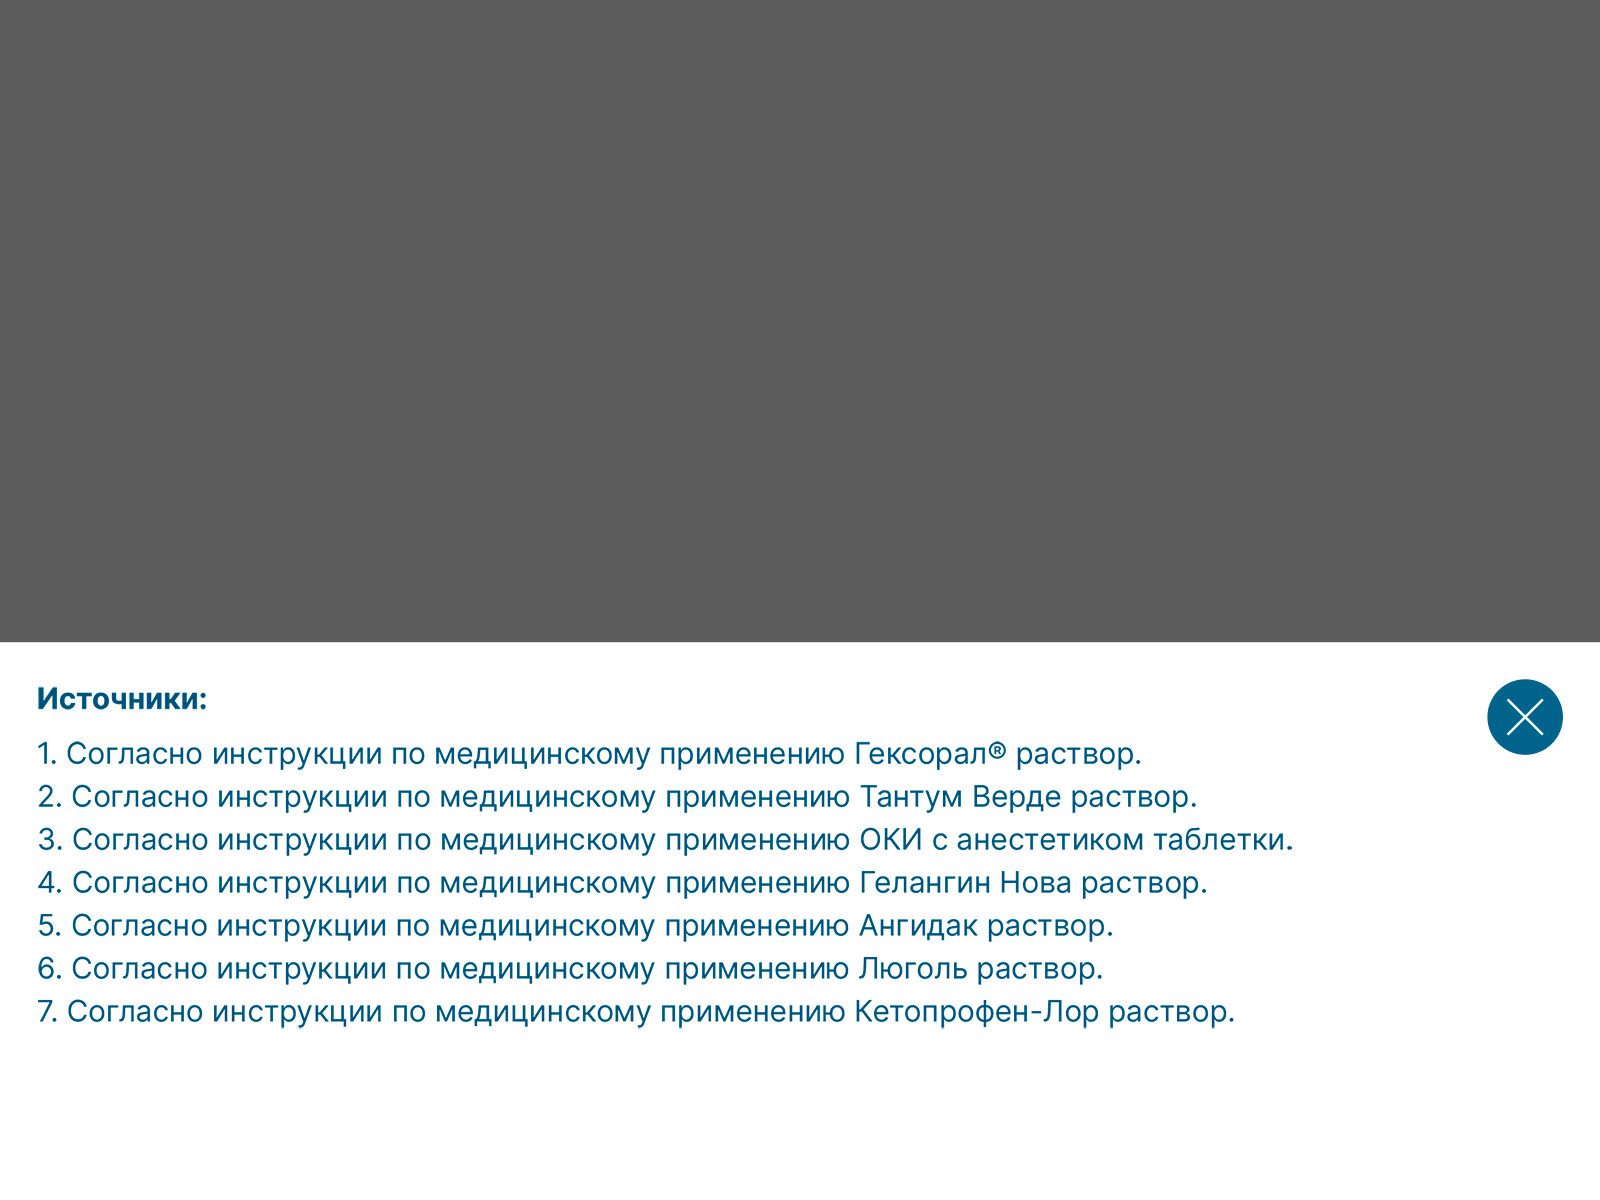 Источники:
1. Согласно инструкции по медицинскому применению Гексорал® раствор.
2. Согласно инструкции по медицинскому применению Тантум Верде раствор.
3. Согласно инструкции по медицинскому применению ОКИ с анестетиком таблетки.
4. Согласно инструкции по медицинскому применению Гелангин Нова раствор.
5. Согласно инструкции по медицинскому применению Ангидак раствор.
6. Согласно инструкции по медицинскому применению Люголь раствор.
7. Согласно инструкции по медицинскому применению Кетопрофен-Лор раствор.